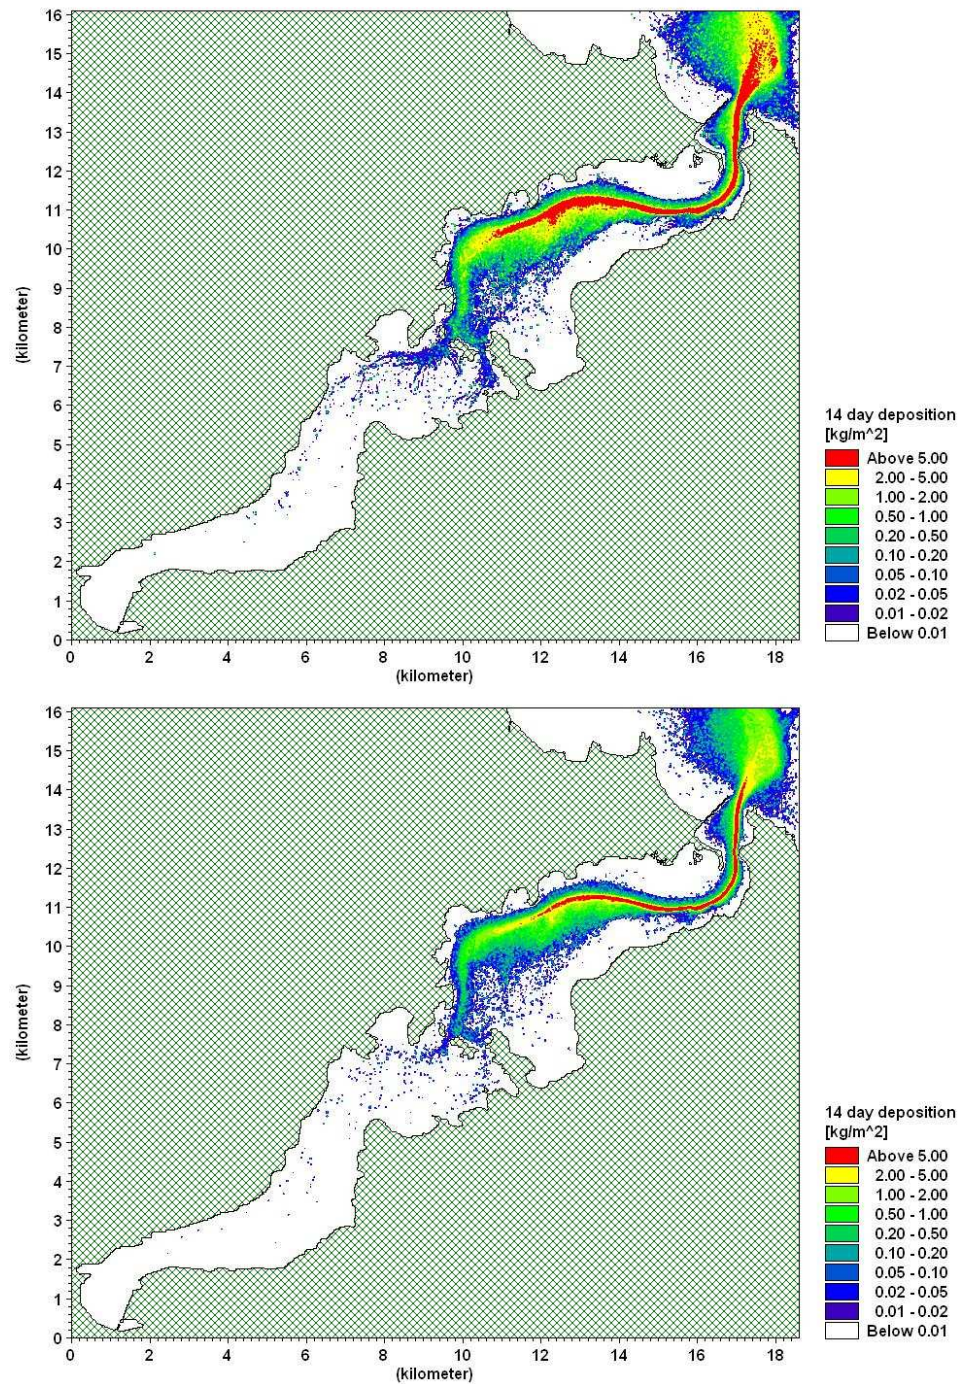 16
15
14
13
12
11
10
9
8
7
6
5
4
3
2
1
0
(kilometer)
0 2 4 6 8 10 12 14 16 18
(kilometer)
14 day deposition
[kg/m^2]
Above 5.00
2.00 - 5.00
1.00 - 2.00
0.50 - 1.00
0.20 - 0.50
0.10 - 0.20
0.05 - 0.10
0.02 - 0.05
0.01 - 0.02
Below 0.01
16
15
14
13
12
11
10
9
8
7
6
5
4
3
2
1
0
(kilometer)
0 2 4 6 8 10 12 14 16 18
(kilometer)
14 day deposition
[kg/m^2]
Above 5.00
2.00 - 5.00
1.00 - 2.00
0.50 - 1.00
0.20 - 0.50
0.10 - 0.20
0.05 - 0.10
0.02 - 0.05
0.01 - 0.02
Below 0.01